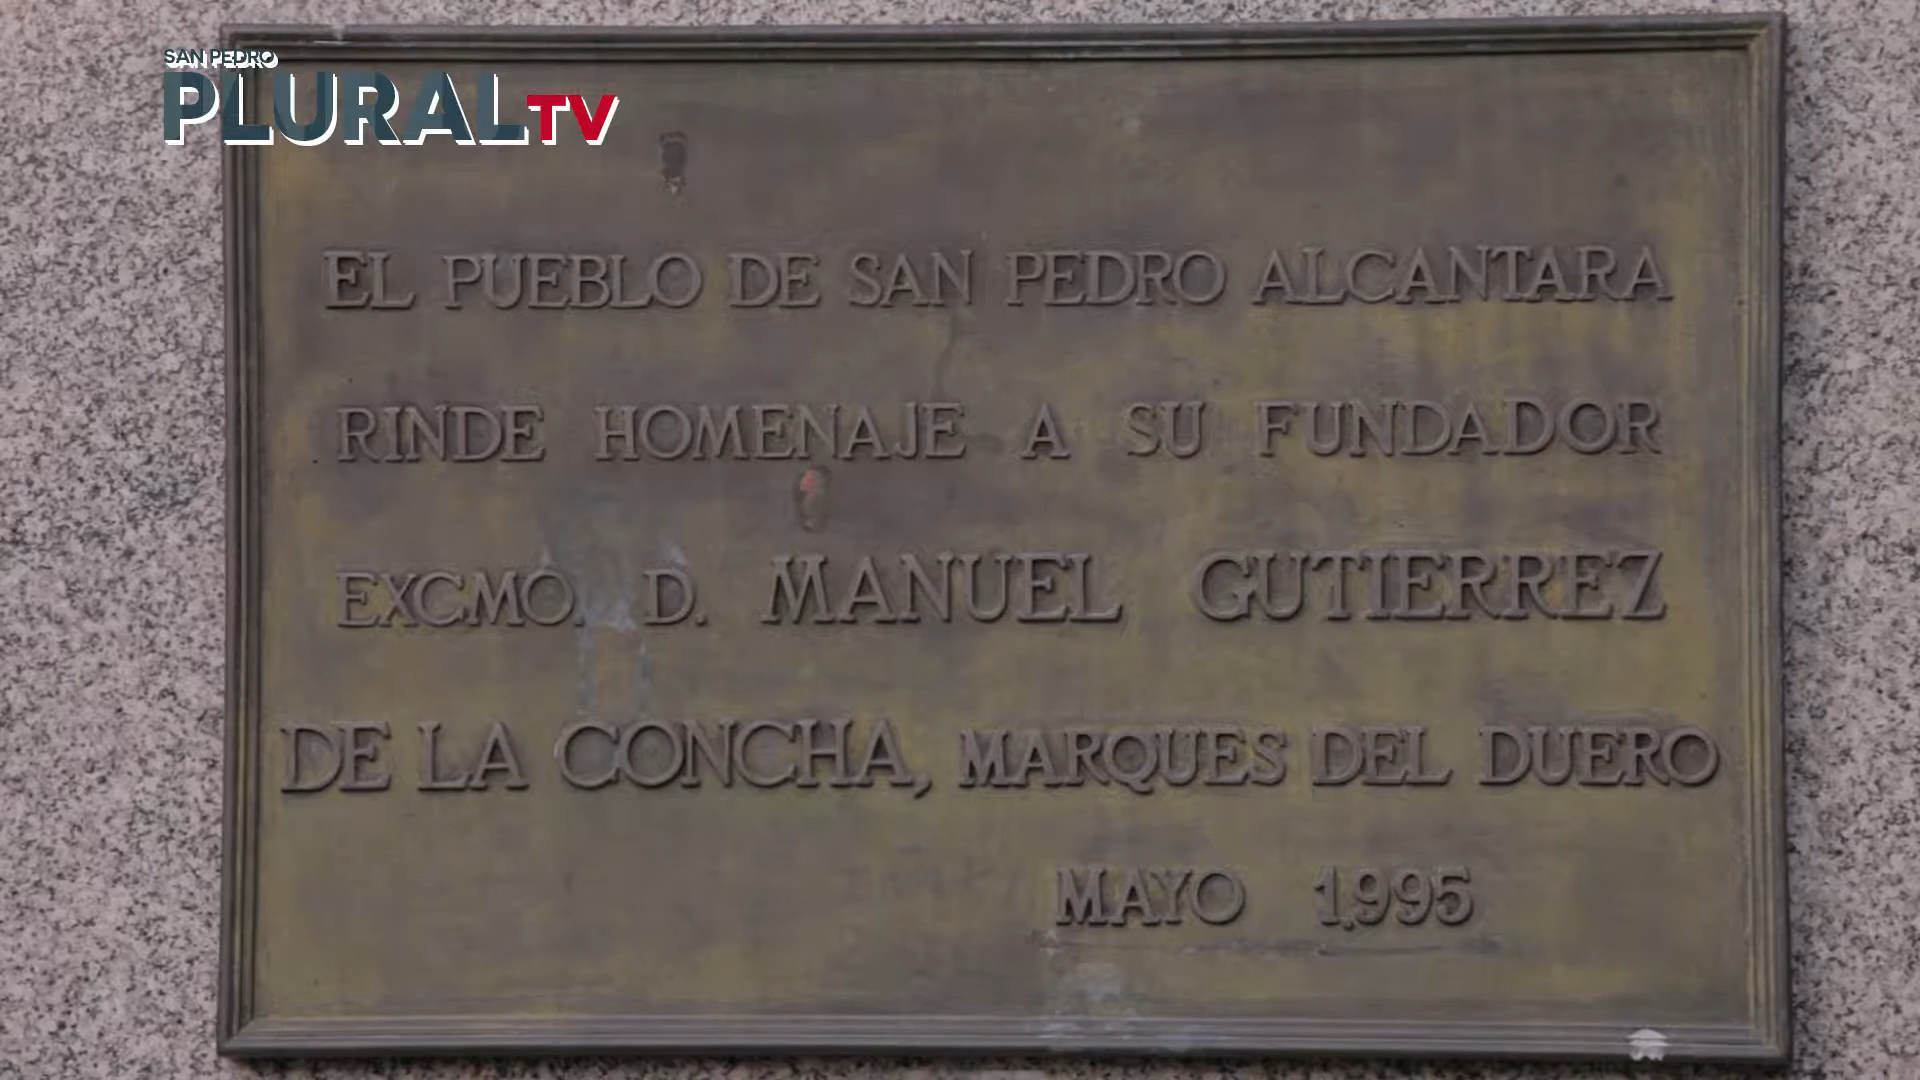 SAN PEDRO
PLURAL TV
EL PUEBLO DE SAN PEDRO ALCANTARA
RINDE HOMENAJE A SU FUNDADOR
EXCMO. D. MANUEL GUTIERREZ
DE LA CONCHA, MARQUES DEL DUERO
MAYO 1.995